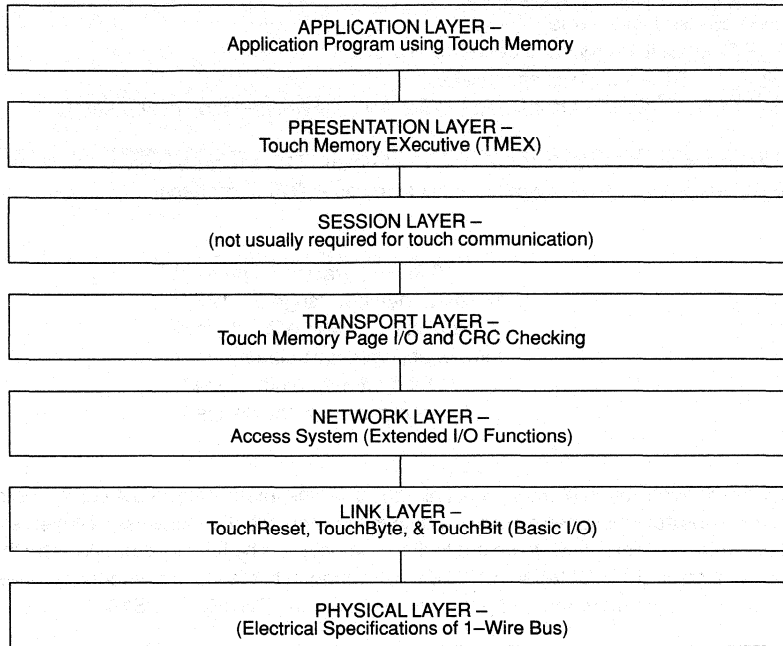 APPLICATION LAYER –
Application Program using Touch Memory
PRESENTATION LAYER –
Touch Memory EXecutive (TMEX)
SESSION LAYER –
(not usually required for touch communication)
TRANSPORT LAYER –
Touch Memory Page I/O and CRC Checking
NETWORK LAYER –
Access System (Extended I/O Functions)
LINK LAYER –
TouchReset, TouchByte, & TouchBit (Basic I/O)
PHYSICAL LAYER –
(Electrical Specifications of 1–Wire Bus)